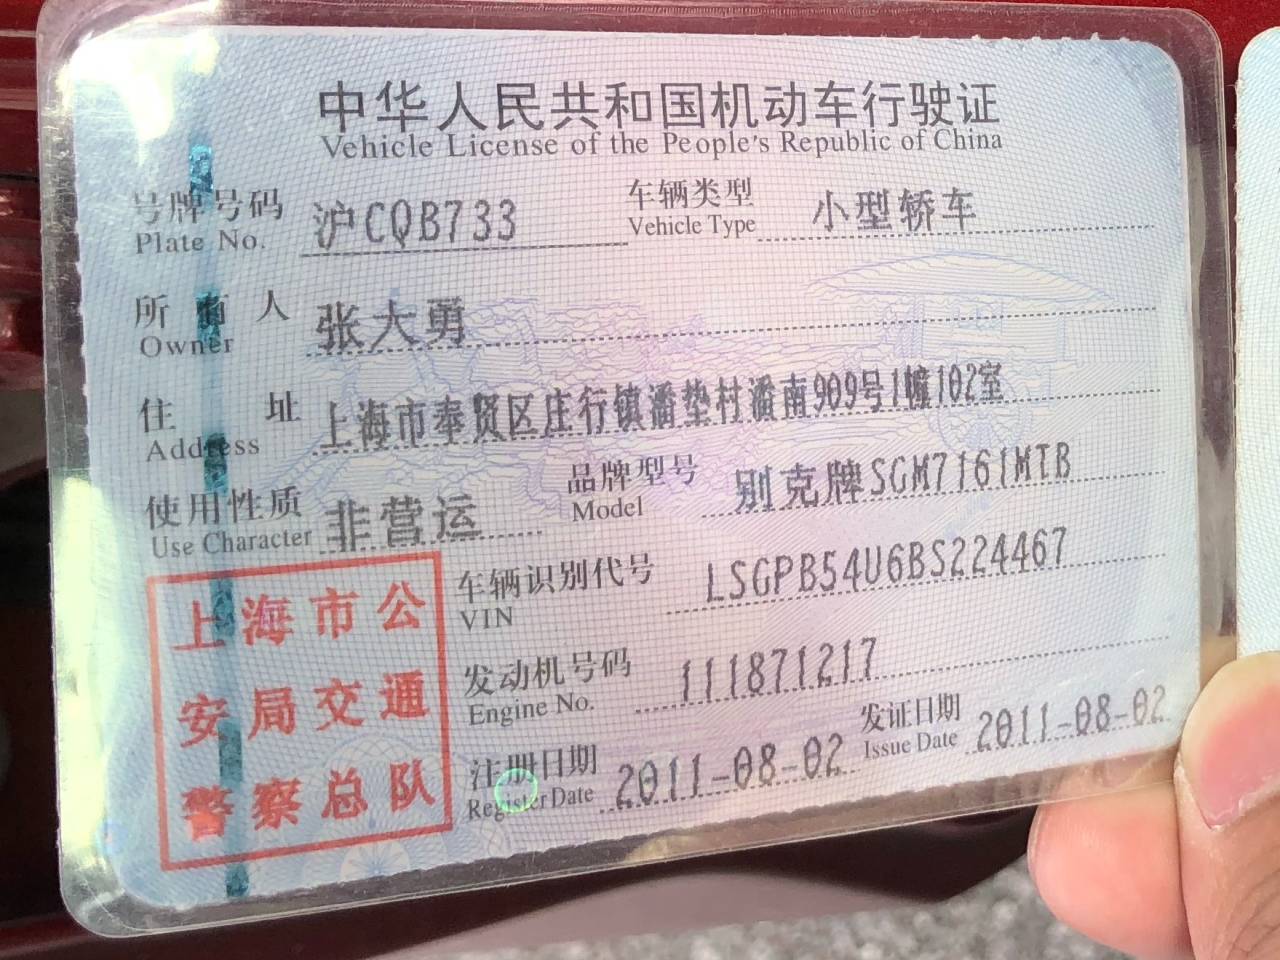 中华人民共和国机动车行驶证
Vehicle License of the People's Republic of China
号牌号码 沪CQB733 车辆类型 小型轿车
Plate No. Vehicle Type
所有人 张大勇
Owner
住址 上海市奉贤区庄行镇潘垫村潘南909号1幢102室
Address
使用性质 非营运 品牌型号 别克牌SGM7161MTB
Use Character Model
车辆识别代号 LSGPB54U6BS224467
VIN
发动机号码 111871217
Engine No.
注册日期 2011-08-02 发证日期 2011-08-02
Register Date Issue Date
上海市公
安局交通
警察总队